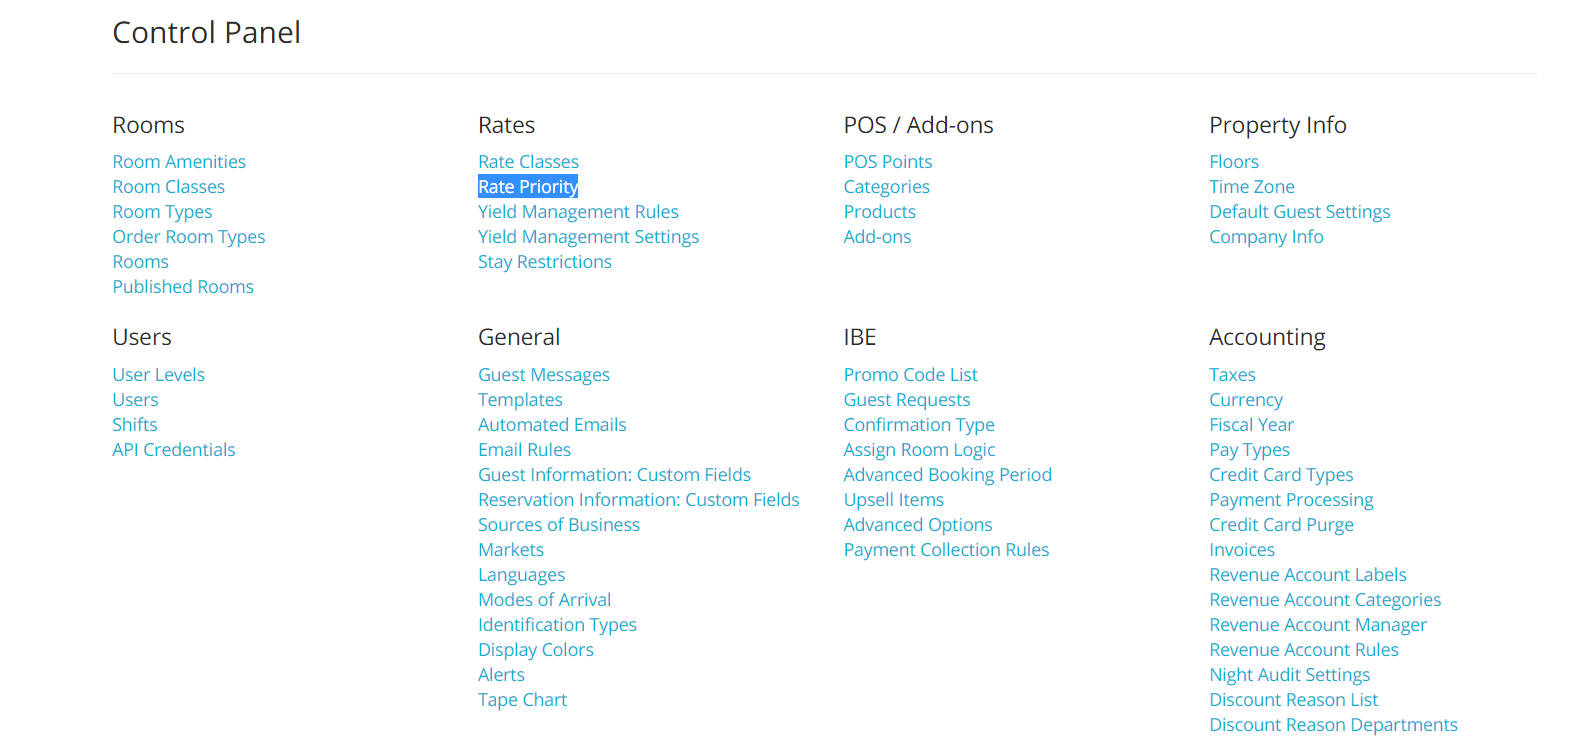 Control Panel
Rooms
Room Amenities
Room Classes
Room Types
Order Room Types
Rooms
Published Rooms
Rates
Rate Classes
Rate Priority
Yield Management Rules
Yield Management Settings
Stay Restrictions
POS / Add-ons
POS Points
Categories
Products
Add-ons
Property Info
Floors
Time Zone
Default Guest Settings
Company Info
Users
User Levels
Users
Shifts
API Credentials
General
Guest Messages
Templates
Automated Emails
Email Rules
Guest Information: Custom Fields
Reservation Information: Custom Fields
Sources of Business
Markets
Languages
Modes of Arrival
Identification Types
Display Colors
Alerts
Tape Chart
IBE
Promo Code List
Guest Requests
Confirmation Type
Assign Room Logic
Advanced Booking Period
Upsell Items
Advanced Options
Payment Collection Rules
Accounting
Taxes
Currency
Fiscal Year
Pay Types
Credit Card Types
Payment Processing
Credit Card Purge
Invoices
Revenue Account Labels
Revenue Account Categories
Revenue Account Manager
Revenue Account Rules
Night Audit Settings
Discount Reason List
Discount Reason Departments